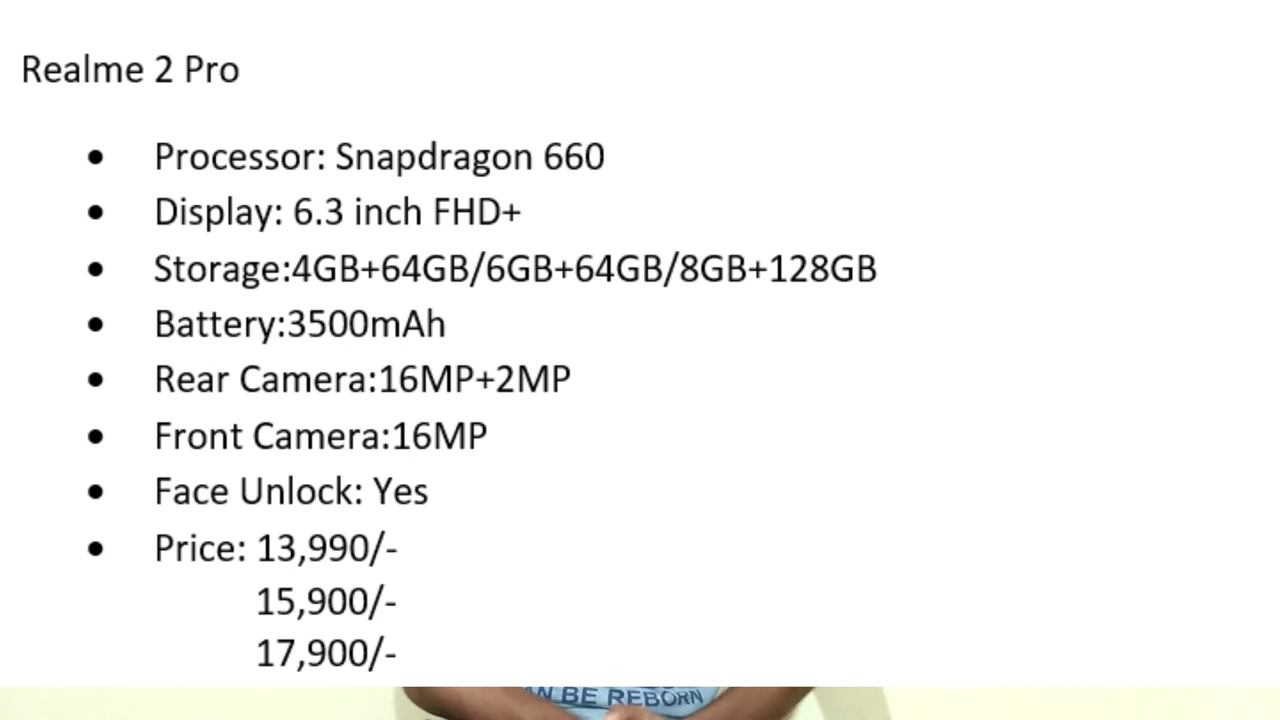 Realme 2 Pro
• Processor: Snapdragon 660
• Display: 6.3 inch FHD+
• Storage:4GB+64GB/6GB+64GB/8GB+128GB
• Battery:3500mAh
• Rear Camera:16MP+2MP
• Front Camera:16MP
• Face Unlock: Yes
• Price: 13,990/-
15,900/-
17,900/-
BE REBORN